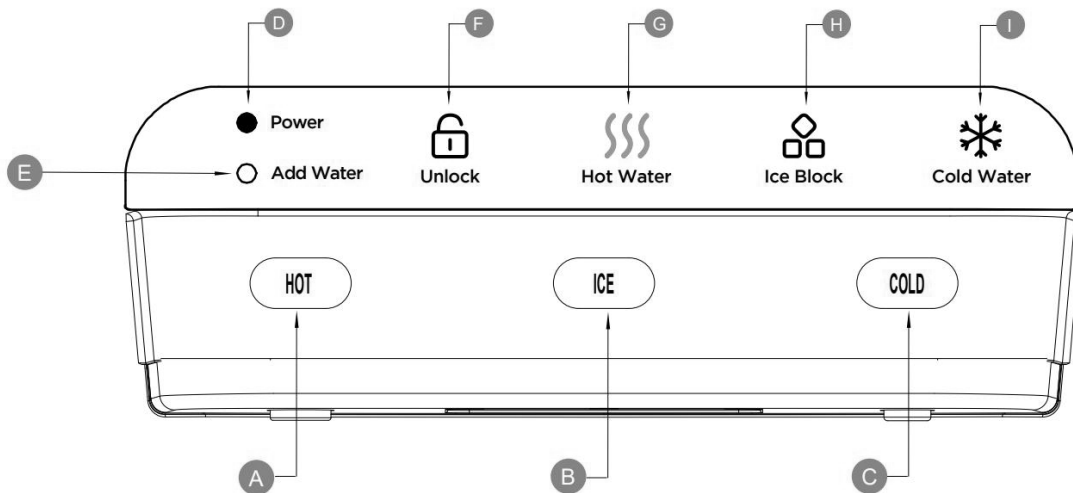 D F G H I
Power
E Add Water
Unlock Hot Water Ice Block Cold Water
HOT ICE COLD
A B C